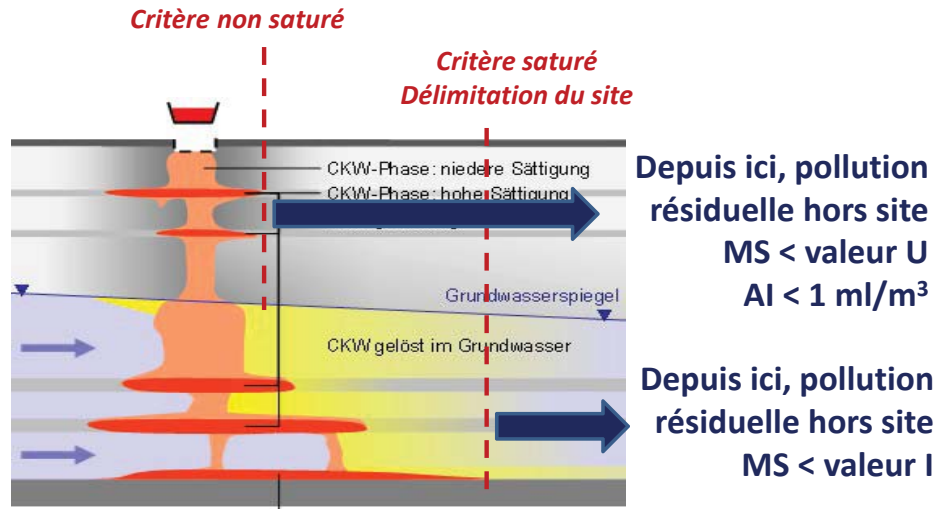 Critère non saturé
Critère saturé
Délimitation du site
CKW-Phase: niedere Sättigung
CKW-Phase: hohe Sättigung
Depuis ici, pollution
résiduelle hors site
MS < valeur U
AI < 1 ml/m³
Grundwasserspiegel
CKW gelöst im Grundwasser
Depuis ici, pollution
résiduelle hors site
MS < valeur I